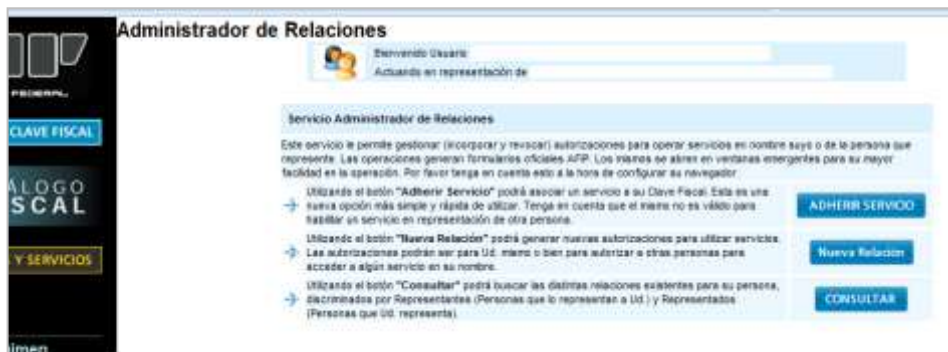 Administrador de Relaciones
Bienvenido Usuario
Actuando en representación de
FEDERAL
CLAVE FISCAL
ÁLOGO
SCAL
Y SERVICIOS
imen
Servicio Administrador de Relaciones
Este servicio le permite gestionar (incorporar y revocar) autorizaciones para operar servicios en nombre suyo o de la persona que
represente. Las operaciones generan formularios oficiales AFIP. Los mismos se abren en ventanas emergentes para su mayor
facilidad en la operación. Por favor tenga en cuenta esto a la hora de configurar su navegador.
Utilizando el botón "Adherir Servicio" podrá asociar un servicio a su Clave Fiscal. Esta es una
nueva opción más simple y rápida de utilizar. Tenga en cuenta que el mismo no es válido para
habilitar un servicio en representación de otra persona.
ADHERIR SERVICIO
Utilizando el botón "Nueva Relación" podrá generar nuevas autorizaciones para utilizar servicios.
Las autorizaciones podrán ser para Ud. mismo o bien para autorizar a otras personas para
acceder a algún servicio en su nombre.
Nueva Relación
Utilizando el botón "Consultar" podrá buscar las distintas relaciones existentes para su persona,
discriminados por Representantes (Personas que lo representan a Ud.) y Representados
(Personas que Ud. representa).
CONSULTAR